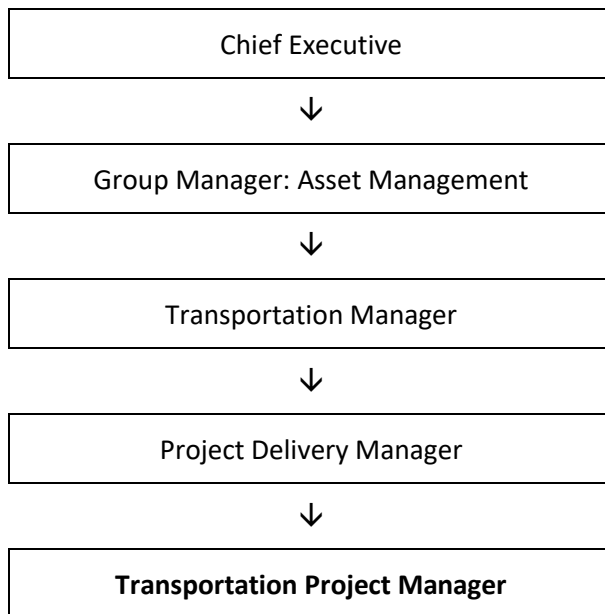 Chief Executive
↓
Group Manager: Asset Management
↓
Transportation Manager
↓
Project Delivery Manager
↓
Transportation Project Manager